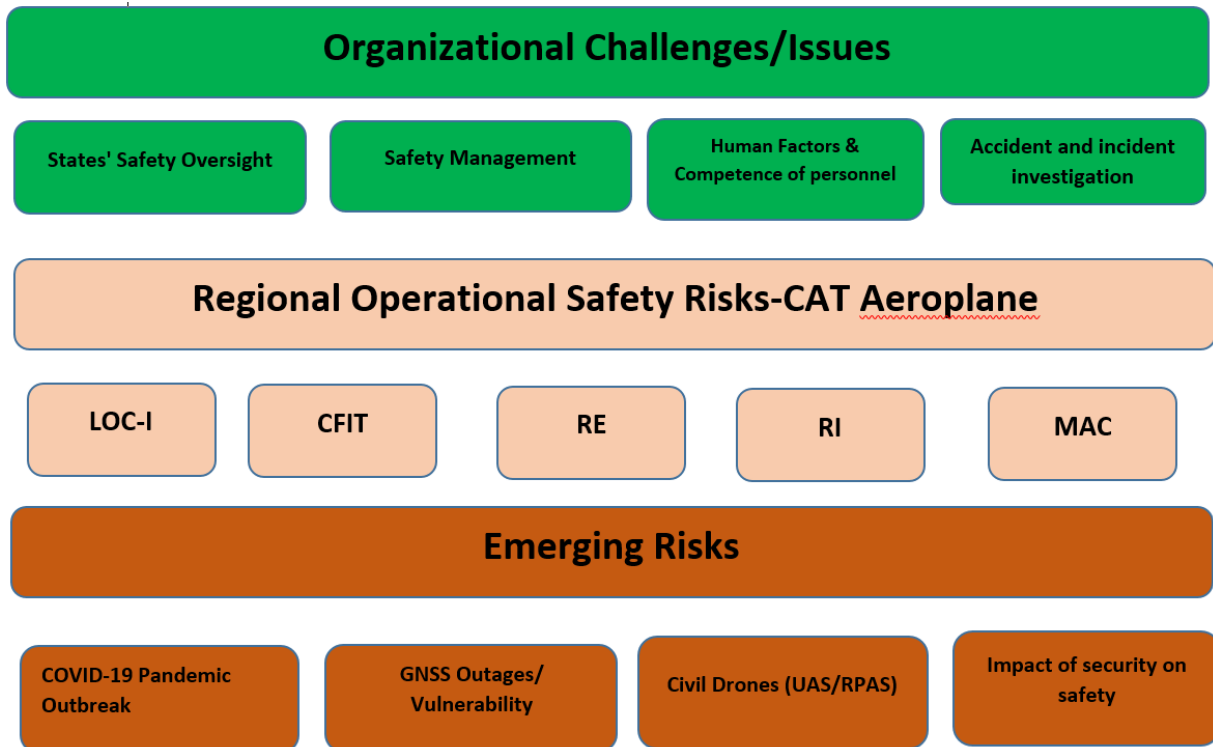 Organizational Challenges/Issues
States' Safety Oversight
Safety Management
Human Factors &
Competence of personnel
Accident and incident
investigation
Regional Operational Safety Risks-CAT Aeroplane
LOC-I
CFIT
RE
RI
MAC
Emerging Risks
COVID-19 Pandemic
Outbreak
GNSS Outages/
Vulnerability
Civil Drones (UAS/RPAS)
Impact of security on
safety